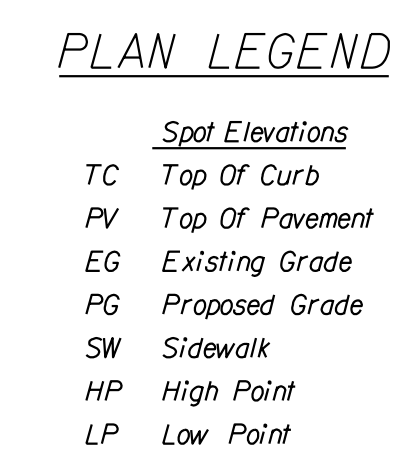 PLAN LEGEND
Spot Elevations
TC Top Of Curb
PV Top Of Pavement
EG Existing Grade
PG Proposed Grade
SW Sidewalk
HP High Point
LP Low Point